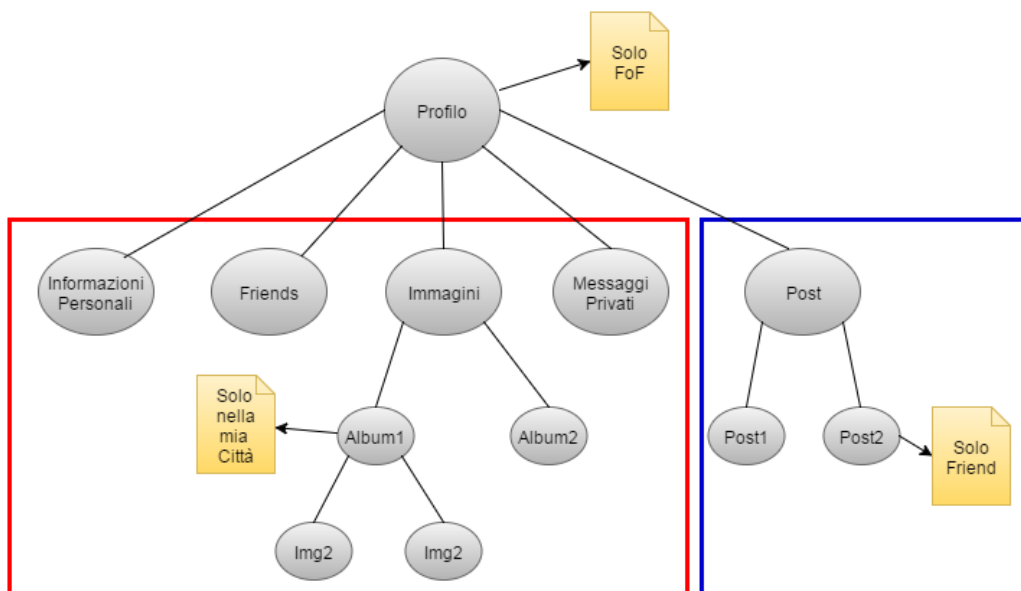 Solo
FoF
Profilo
Informazioni
Personali
Friends
Immagini
Messaggi
Privati
Post
Solo
nella
mia
Città
Album1
Album2
Post1
Post2
Solo
Friend
Img2
Img2